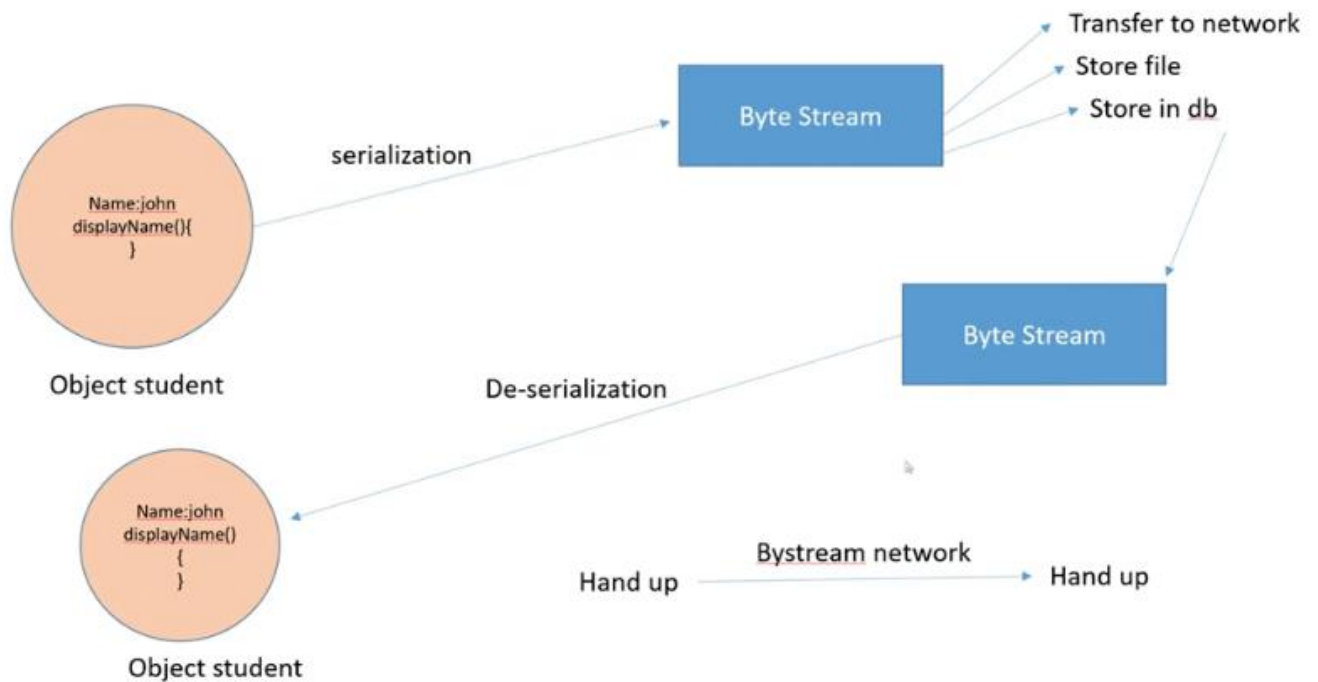 Transfer to network
Store file
Store in db
Byte Stream
serialization
Name:john
displayName(){
}
Object student
Byte Stream
De-serialization
Name:john
displayName()
{
}
Object student
Bystream network
Hand up
Hand up